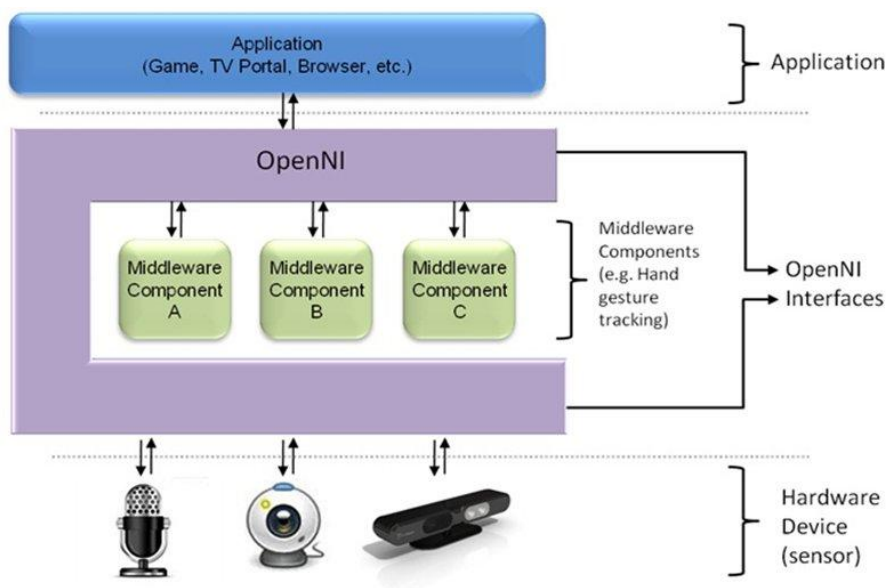 Application
(Game, TV Portal, Browser, etc.)
Application
OpenNI
Middleware
Component
A
Middleware
Component
B
Middleware
Component
C
Middleware
Components
(e.g. Hand
gesture
tracking)
OpenNI
Interfaces
Hardware
Device
(sensor)